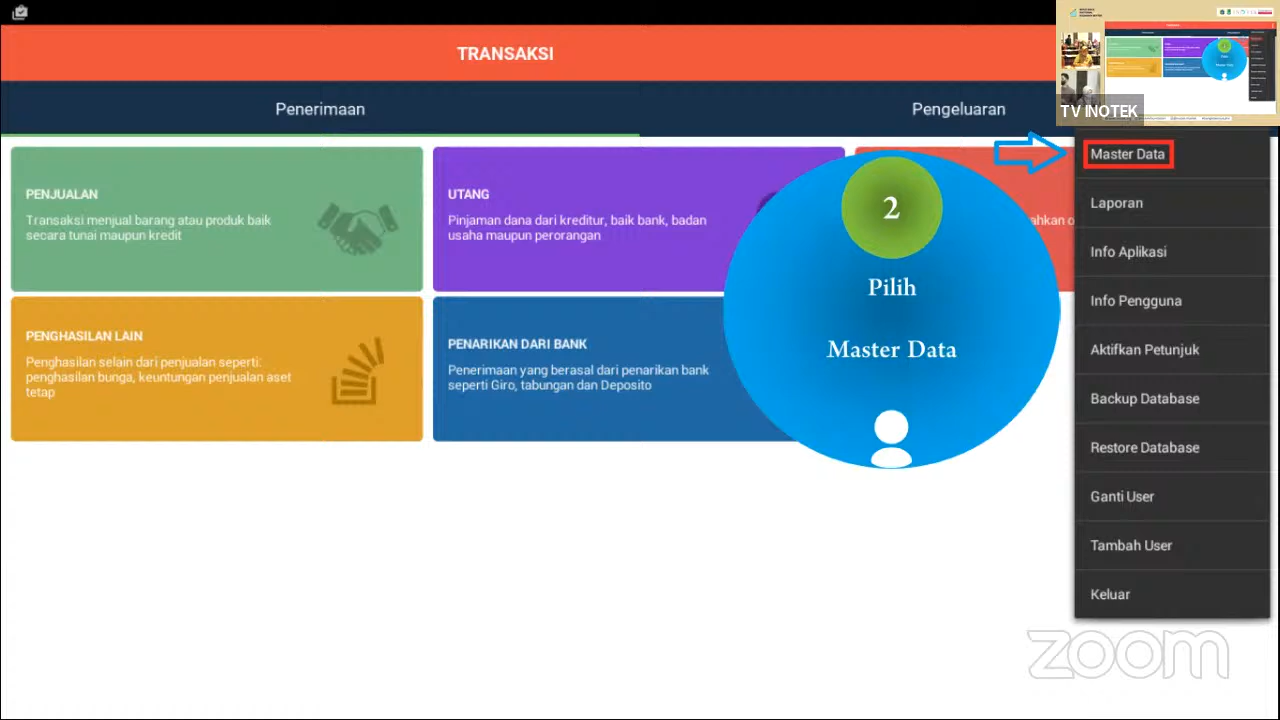 TRANSAKSI
Penerimaan
Pengeluaran
TV INOTEK
PENJUALAN
Transaksi menjual barang atau produk baik
secara tunai maupun kredit
UTANG
Pinjaman dana dari kreditur, baik bank, badan
usaha maupun perorangan
PENGHASILAN LAIN
Penghasilan selain dari penjualan seperti:
penghasilan bunga, keuntungan penjualan aset
tetap
PENARIKAN DARI BANK
Penerimaan yang berasal dari penarikan bank
seperti Giro, tabungan dan Deposito
2
Pilih
Master Data
Master Data
Laporan
Info Aplikasi
Info Pengguna
Aktifkan Petunjuk
Backup Database
Restore Database
Ganti User
Tambah User
Keluar
zoom